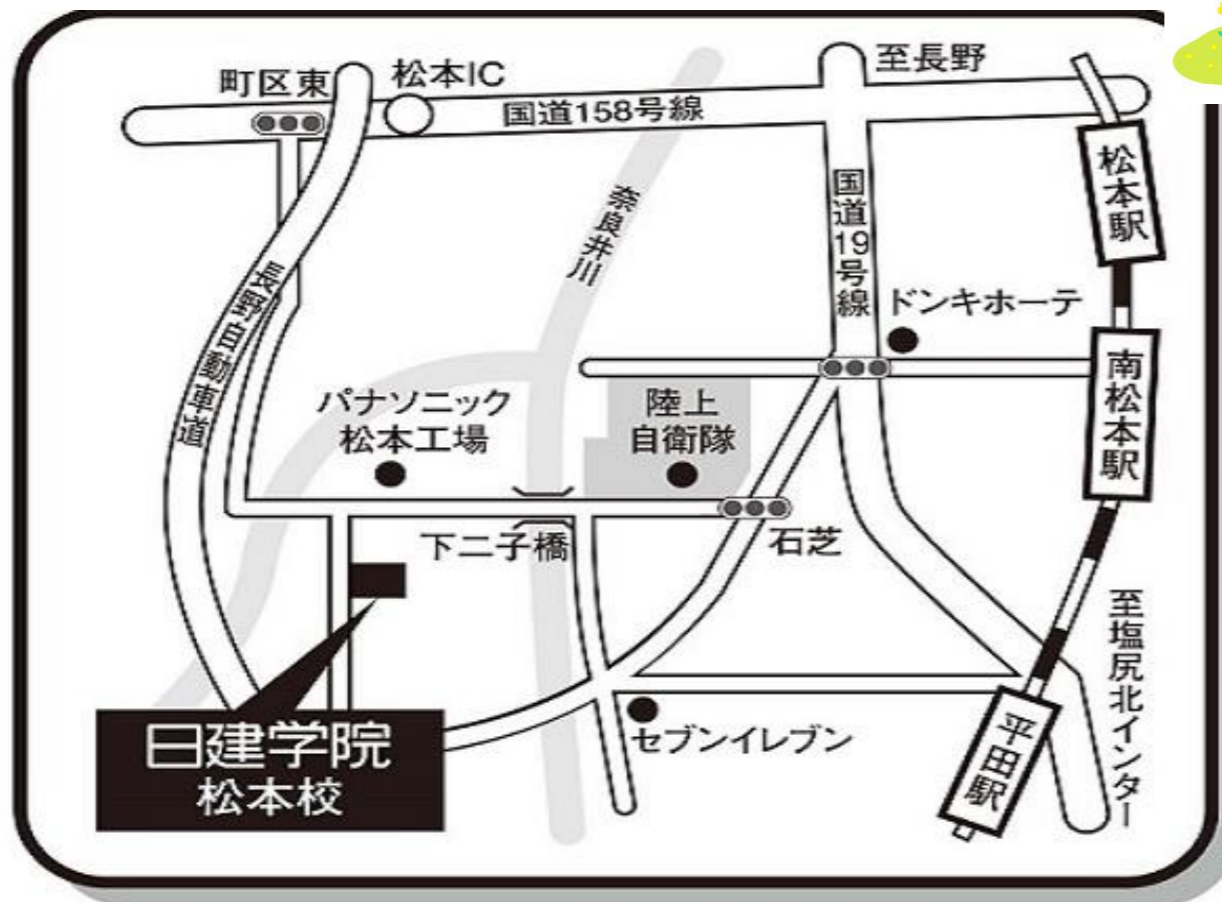 町区東
松本IC
至長野
国道158号線
松本駅
奈良井川
国道19号線
長野自動車道
ドンキホーテ
南松本駅
パナソニック
松本工場
陸上
自衛隊
下二子橋
石芝
至塩尻北インター
日建学院
松本校
セブンイレブン
平田駅